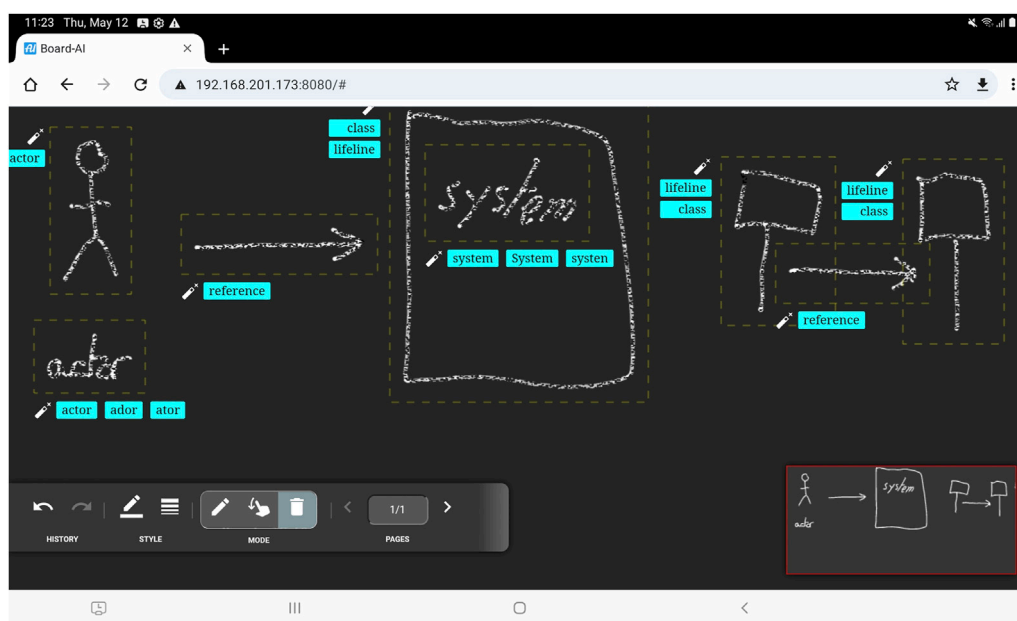 11:23 Thu, May 12
Board-AI
192.168.201.173:8080/#
actor
class
lifeline
system
system System systen
reference
lifeline
class
lifeline
class
reference
actor
actor ador ator
1/1
HISTORY STYLE MODE PAGES
system
actor